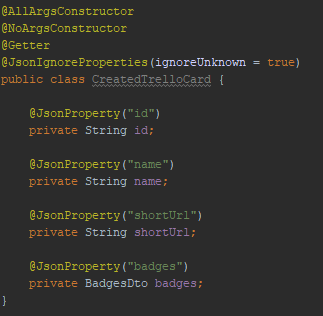 @AllArgsConstructor
@NoArgsConstructor
@Getter
@JsonIgnoreProperties(ignoreUnknown = true)
public class CreatedTrelloCard {
@JsonProperty("id")
private String id;
@JsonProperty("name")
private String name;
@JsonProperty("shortUrl")
private String shortUrl;
@JsonProperty("badges")
private BadgesDto badges;
}